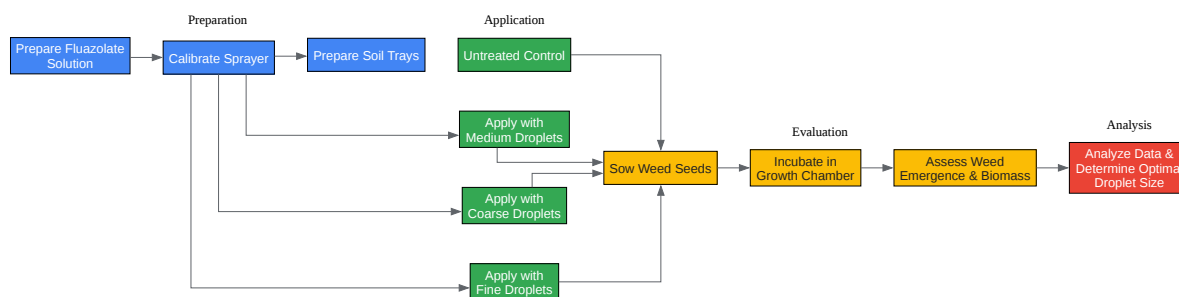 Preparation
Application
Prepare Fluazolate
Solution
Calibrate Sprayer
Prepare Soil Trays
Untreated Control
Apply with
Medium Droplets
Apply with
Coarse Droplets
Apply with
Fine Droplets
Sow Weed Seeds
Evaluation
Incubate in
Growth Chamber
Assess Weed
Emergence & Biomass
Analysis
Analyze Data &
Determine Optima
Droplet Size